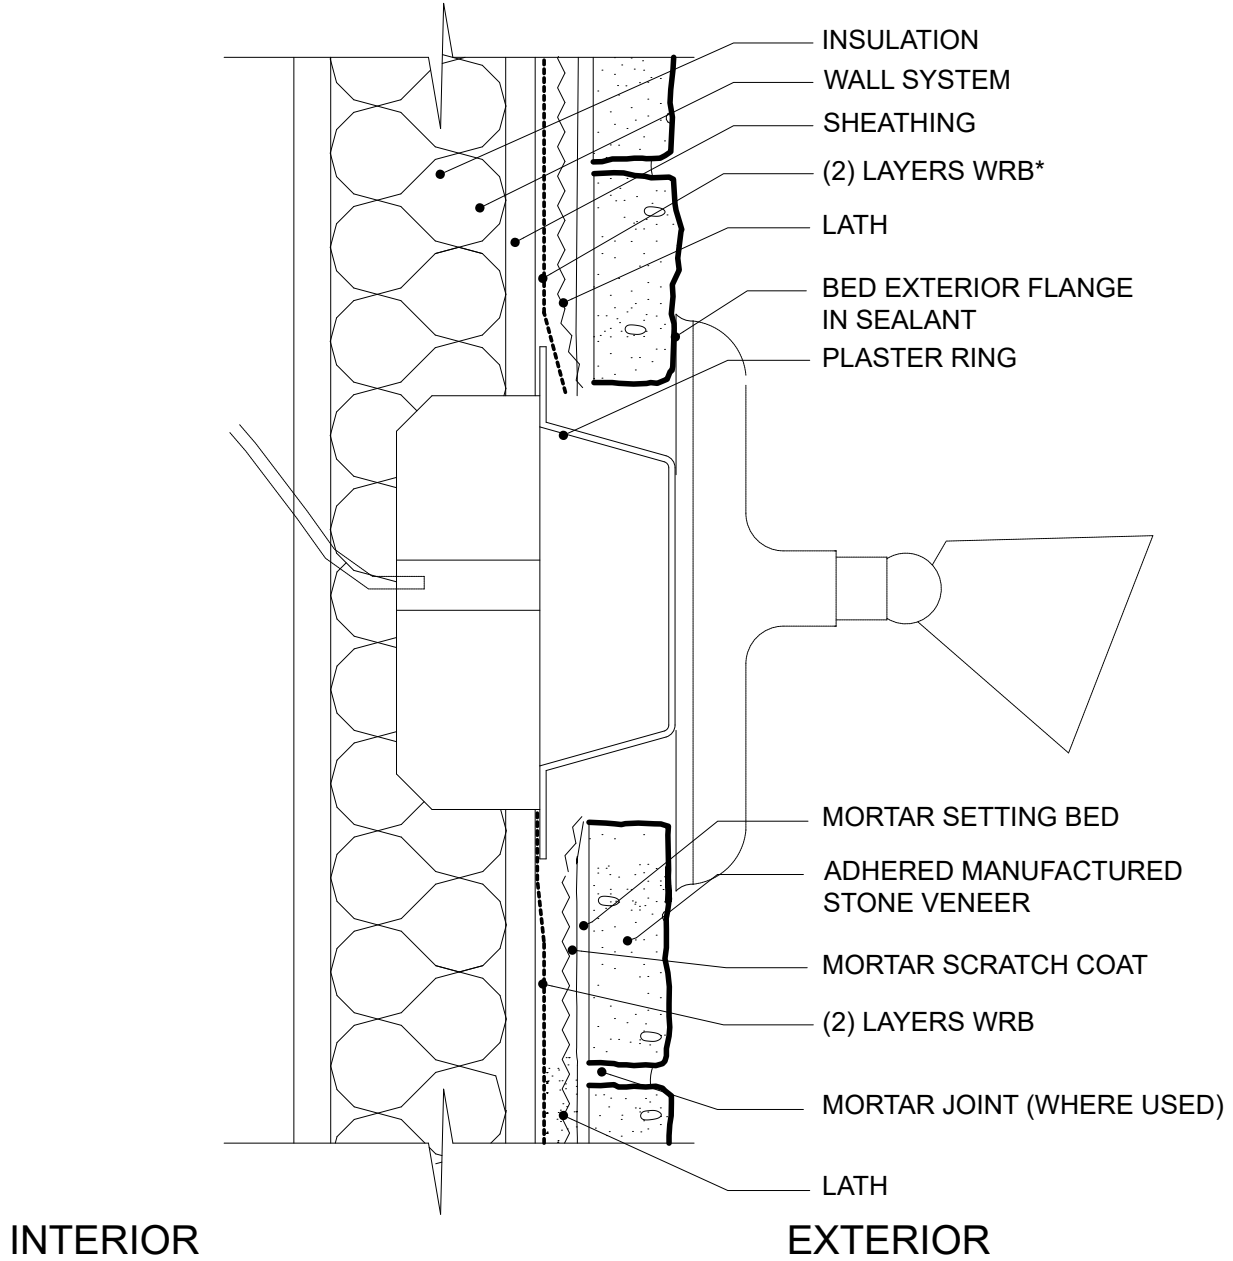 INSULATION
WALL SYSTEM
SHEATHING
(2) LAYERS WRB*
LATH
BED EXTERIOR FLANGE
IN SEALANT
PLASTER RING
MORTAR SETTING BED
ADHERED MANUFACTURED
STONE VENEER
MORTAR SCRATCH COAT
(2) LAYERS WRB
MORTAR JOINT (WHERE USED)
LATH
INTERIOR
EXTERIOR